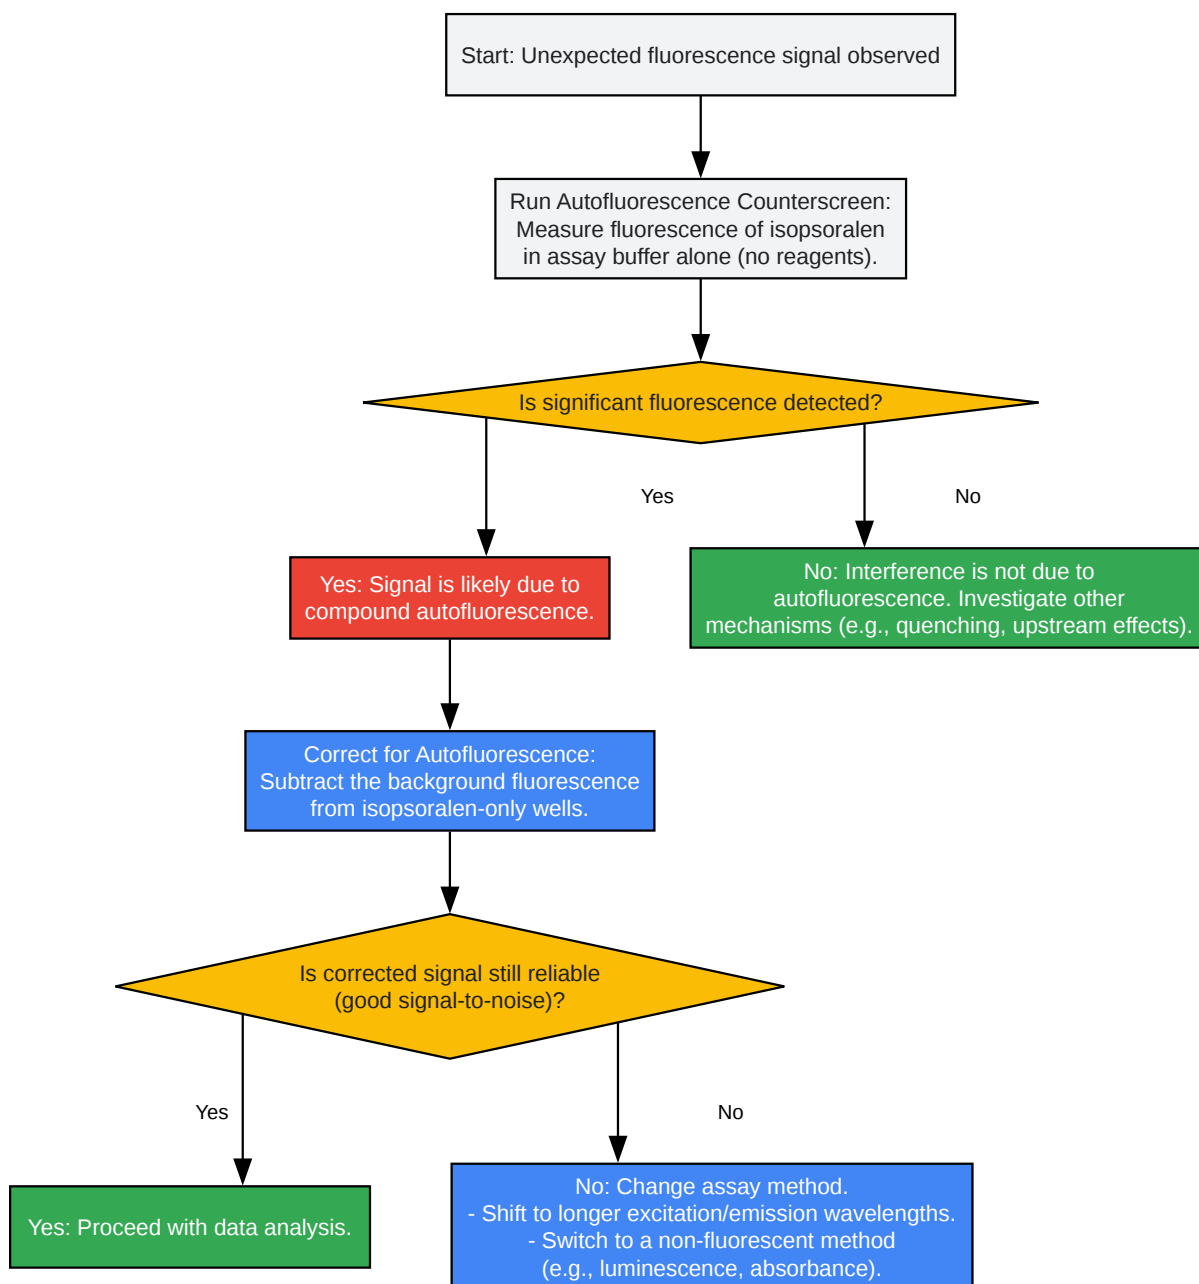 Start: Unexpected fluorescence signal observed
Run Autofluorescence Counterscreen:
Measure fluorescence of isopsoralen
in assay buffer alone (no reagents).
Is significant fluorescence detected?
Yes
No
Yes: Signal is likely due to
compound autofluorescence.
No: Interference is not due to
autofluorescence. Investigate other
mechanisms (e.g., quenching, upstream effects).
Correct for Autofluorescence:
Subtract the background fluorescence
from isopsoralen-only wells.
Is corrected signal still reliable
(good signal-to-noise)?
Yes
No
Yes: Proceed with data analysis.
No: Change assay method.
- Shift to longer excitation/emission wavelengths.
- Switch to a non-fluorescent method
(e.g., luminescence, absorbance).